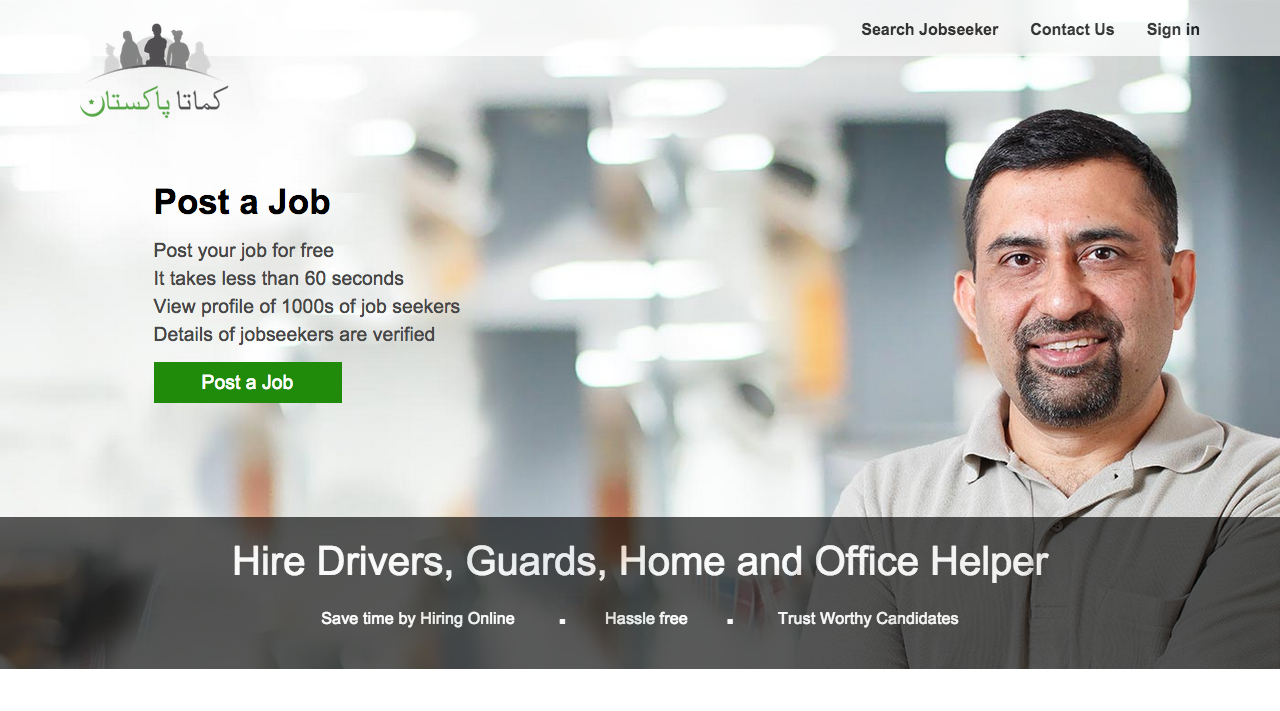 Search Jobseeker Contact Us Sign in
کماتا پاکستان
Post a Job
Post your job for free
It takes less than 60 seconds
View profile of 1000s of job seekers
Details of jobseekers are verified
Post a Job
Hire Drivers, Guards, Home and Office Helper
Save time by Hiring Online . Hassle free . Trust Worthy Candidates